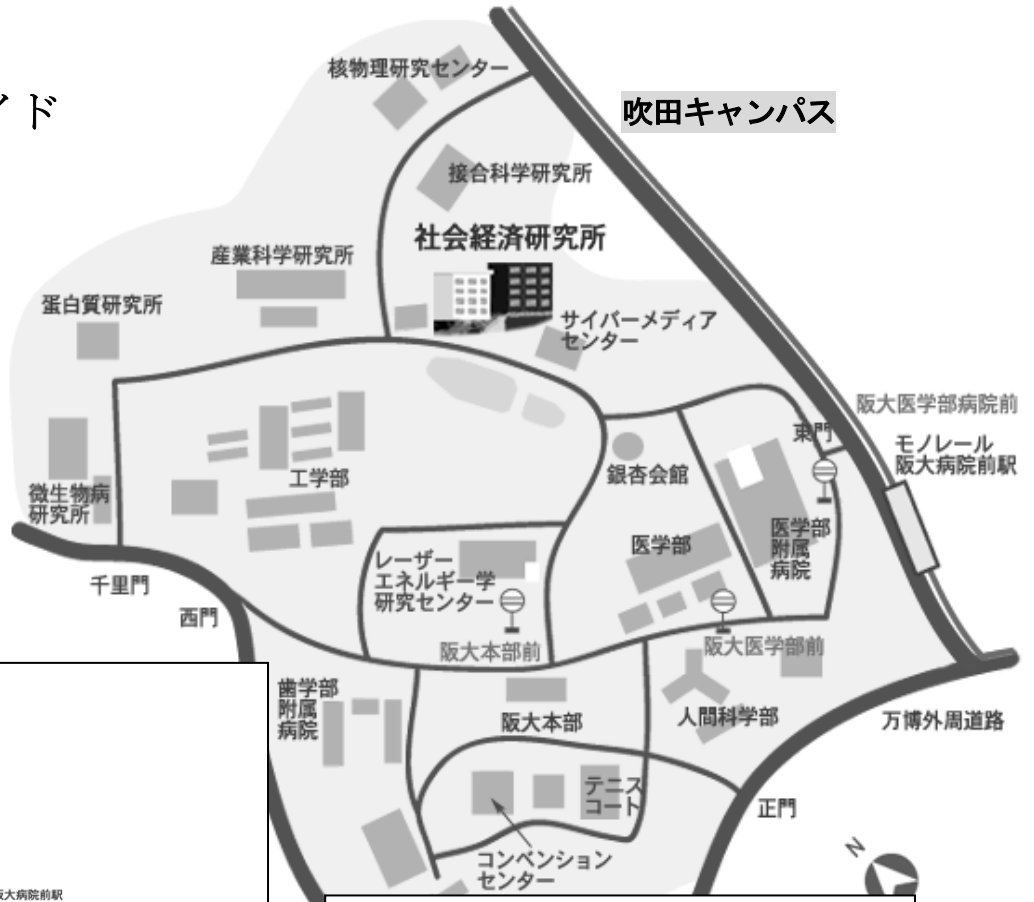 イド
吹田キャンパス
核物理研究センター
接合科学研究所
社会経済研究所
産業科学研究所
蛋白質研究所
サイバーメディア
センター
阪大医学部病院前
東門
モノレール
阪大病院前駅
銀杏会館
工学部
微生物病
研究所
医学部
医学部
附属
病院
レーザー
エネルギー学
研究センター
千里門
西門
阪大本部前
阪大医学部前
歯学部
附属
病院
阪大本部
人間科学部
万博外周道路
テニス
コート
正門
コンベンション
センター
N
大病院前駅